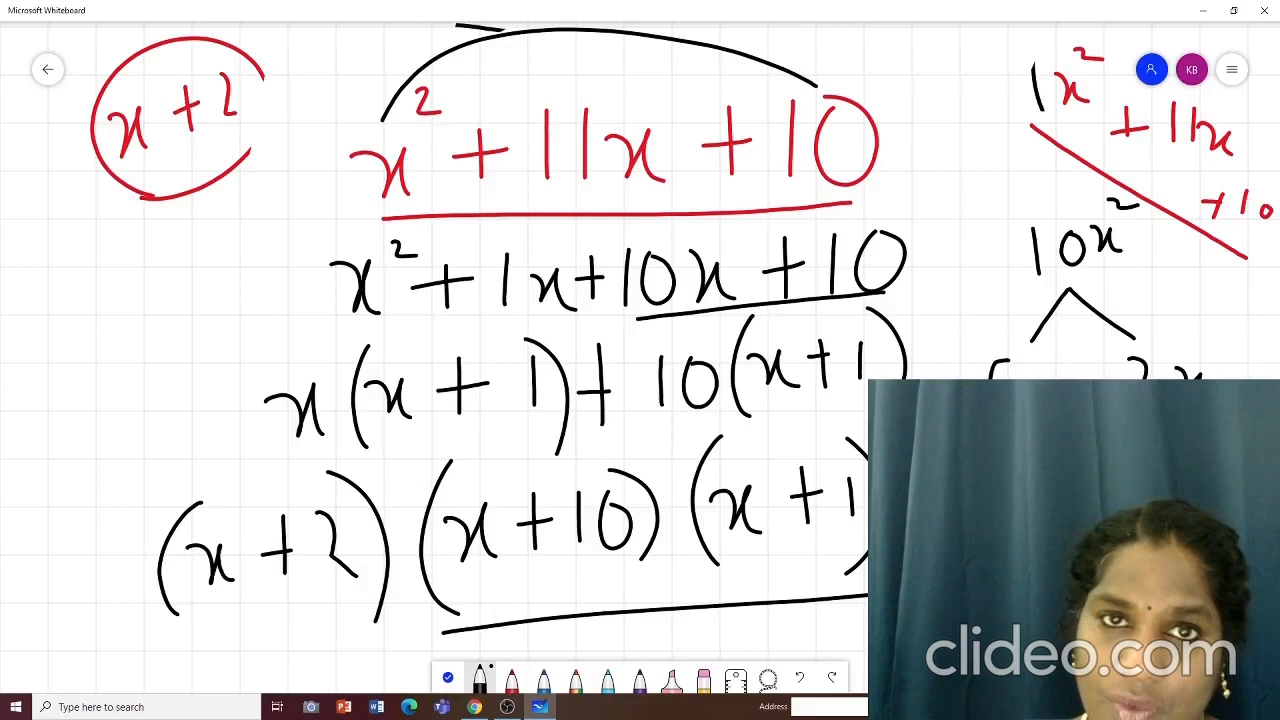 Microsoft Whiteboard
x + 2
x² + 11x + 10
1x²
+ 11x
+ 10
KB
x² + 1x + 10x + 10
10x²
x(x + 1) + 10(x + 1)
(x + 2)(x + 10)(x + 1
clideo.com
Type here to search
Address